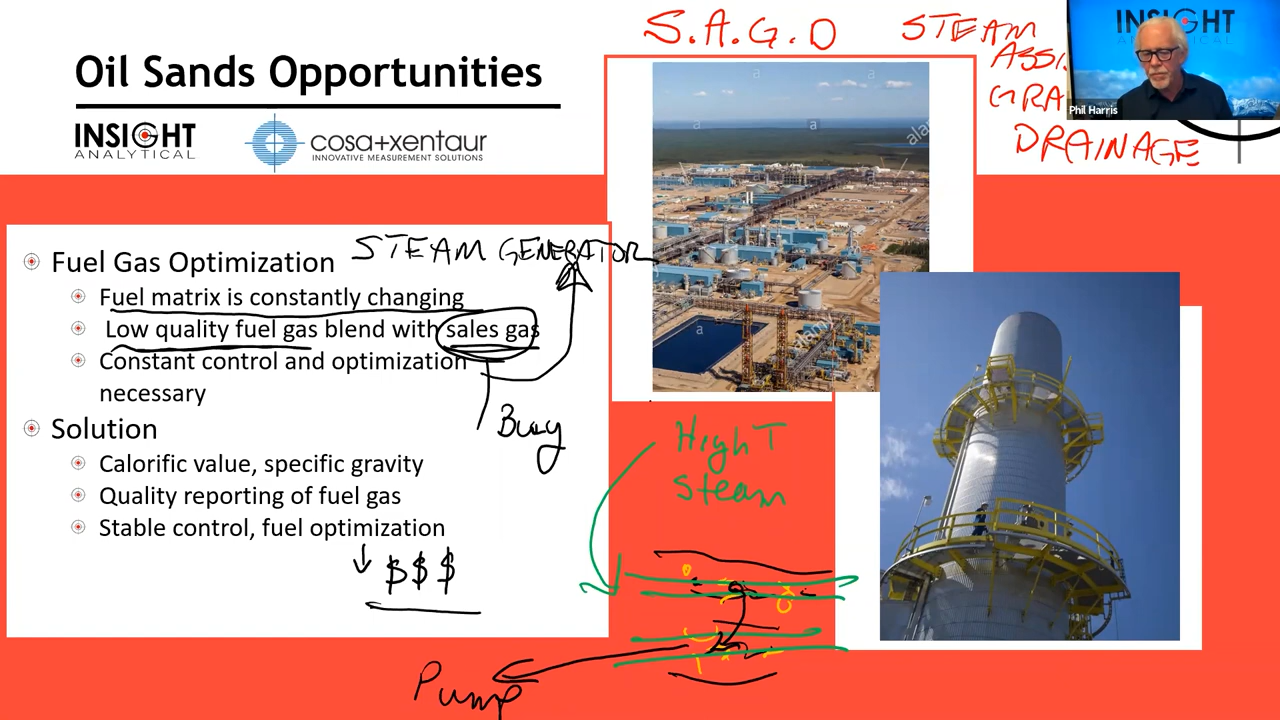 Oil Sands Opportunities
INSIGHT
ANALYTICAL
cosa+xentaur
INNOVATIVE MEASUREMENT SOLUTIONS
S.A.G.D
STEAM
ASSI
GRA
DRAINAGE
INSIGHT
ANALYTICAL
Phil Harris
Fuel Gas Optimization
STEAM GENERATOR
Fuel matrix is constantly changing
Low quality fuel gas blend with sales gas
Constant control and optimization
necessary
Buy
Solution
Calorific value, specific gravity
Quality reporting of fuel gas
Stable control, fuel optimization
$$$
High T
Steam
Pump
a
a
a
alamy
a
a
alamy